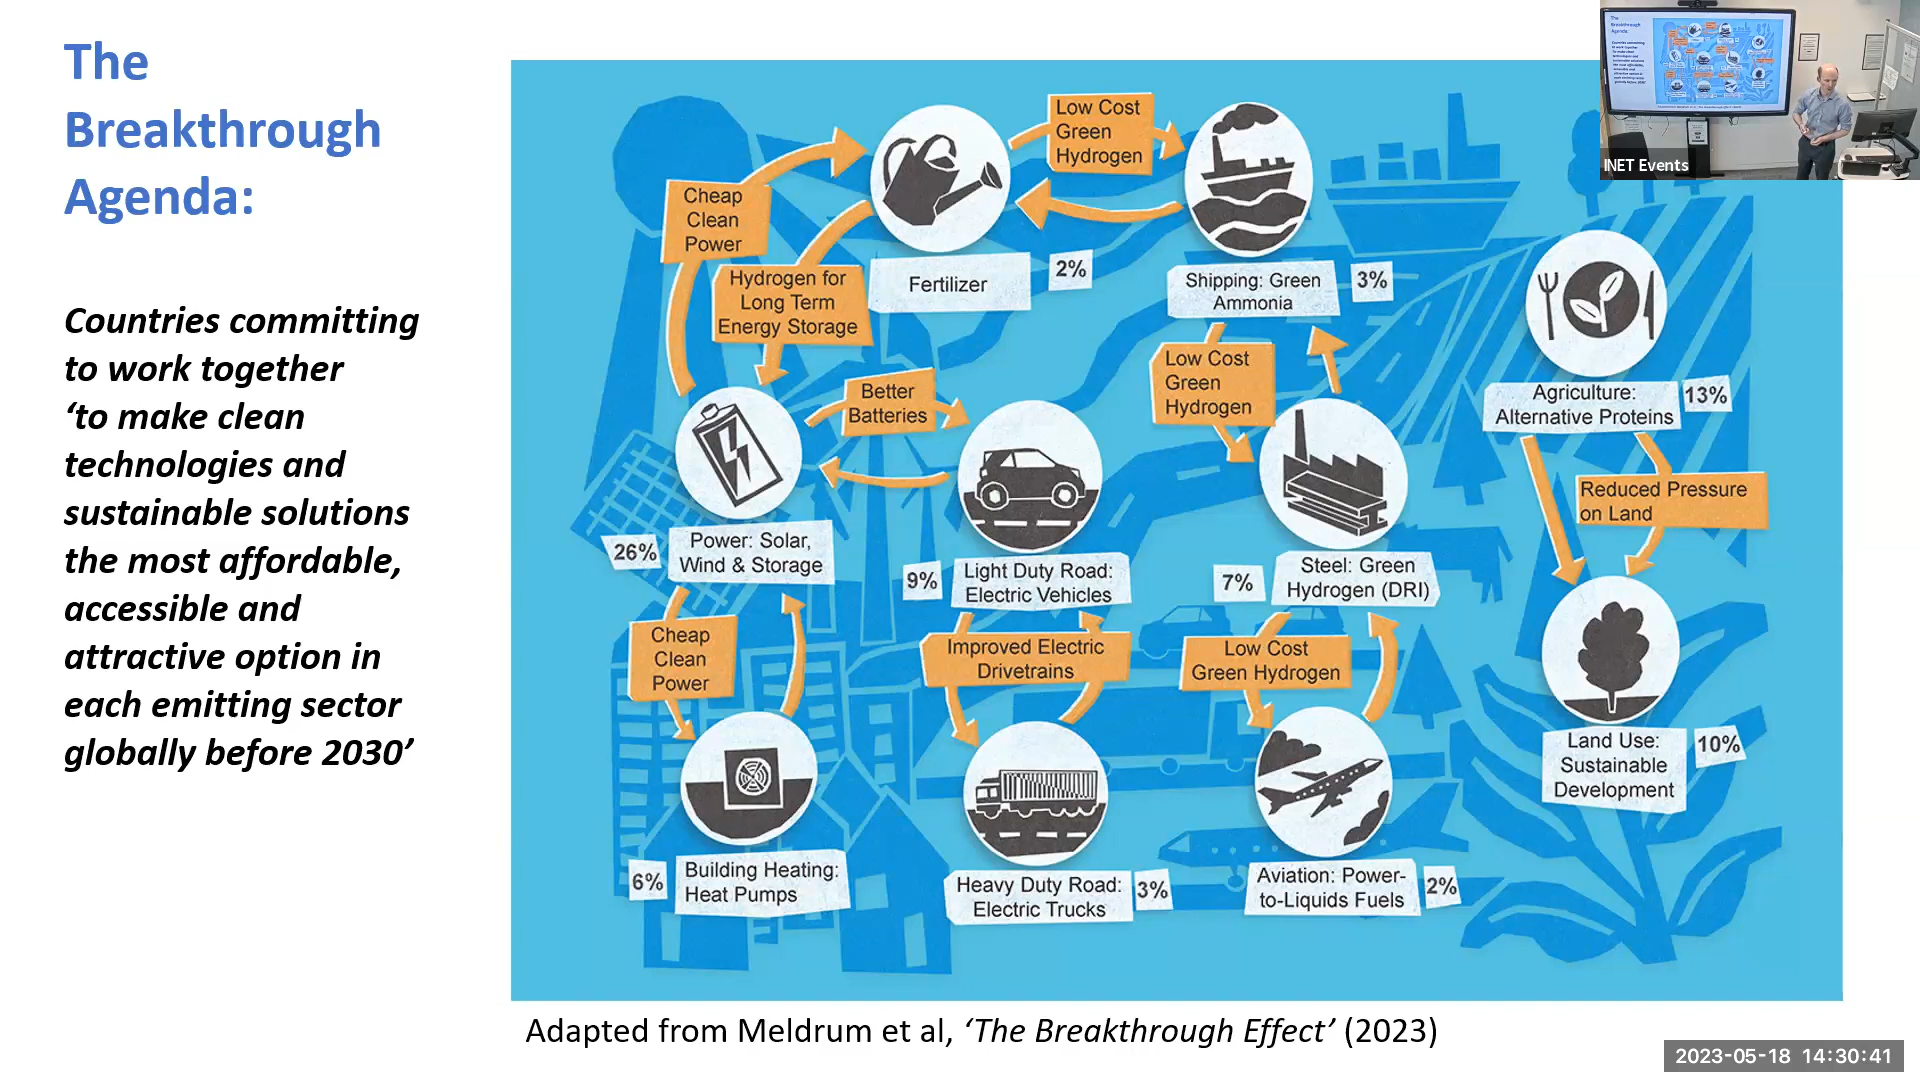 The
Breakthrough
Agenda:
Countries committing
to work together
‘to make clean
technologies and
sustainable solutions
the most affordable,
accessible and
attractive option in
each emitting sector
globally before 2030’
Low Cost
Green
Hydrogen
Cheap
Clean
Power
Hydrogen for
Long Term
Energy Storage
Fertilizer
2%
Shipping: Green
Ammonia
3%
Better
Batteries
Low Cost
Green
Hydrogen
Agriculture:
Alternative Proteins
13%
Reduced Pressure
on Land
26%
Power: Solar,
Wind & Storage
9%
Light Duty Road:
Electric Vehicles
7%
Steel: Green
Hydrogen (DRI)
Cheap
Clean
Power
Improved Electric
Drivetrains
Low Cost
Green Hydrogen
Land Use:
Sustainable
Development
10%
6%
Building Heating:
Heat Pumps
Heavy Duty Road:
Electric Trucks
3%
Aviation: Power-
to-Liquids Fuels
2%
Adapted from Meldrum et al, ‘The Breakthrough Effect’ (2023)
INET Events
The
Breakthrough
Agenda:
2023-05-18 14:30:41